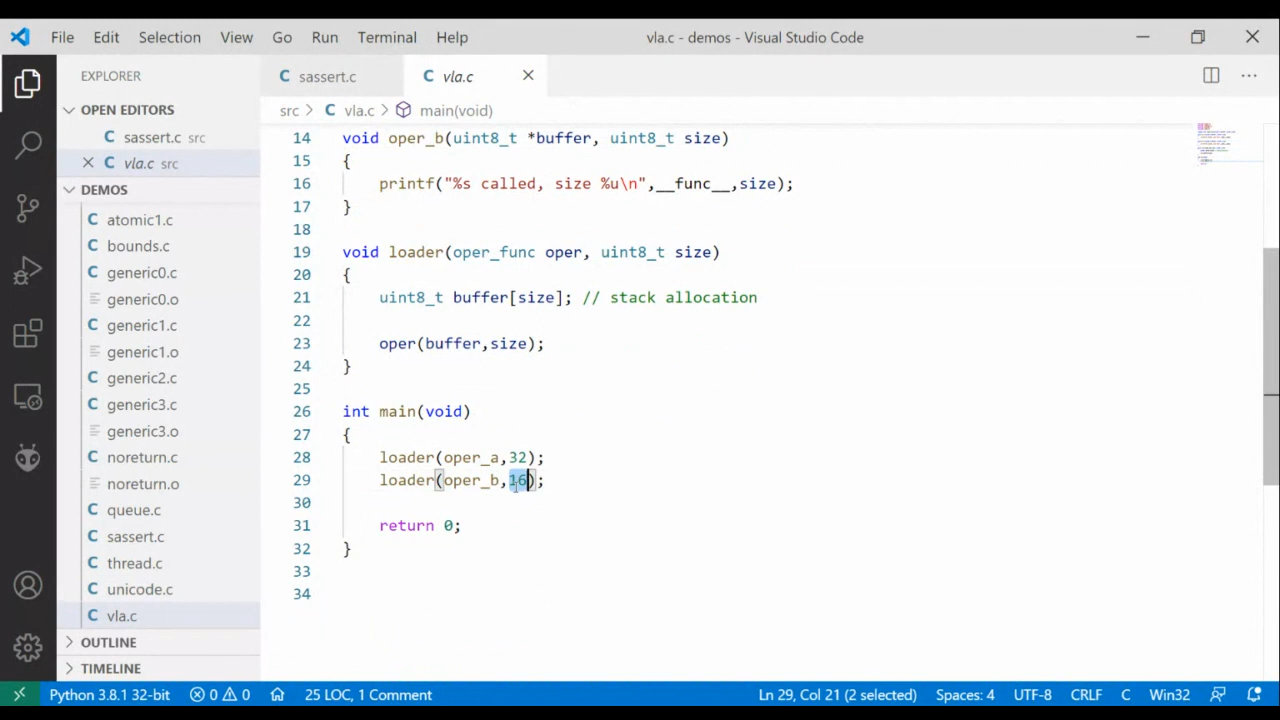 File Edit Selection View Go Run Terminal Help vla.c - demos - Visual Studio Code
EXPLORER
OPEN EDITORS
sassert.c src
vla.c src
DEMOS
atomic1.c
bounds.c
generic0.c
generic0.o
generic1.c
generic1.o
generic2.c
generic3.c
generic3.o
noreturn.c
noreturn.o
queue.c
sassert.c
thread.c
unicode.c
vla.c
OUTLINE
TIMELINE
sassert.c vla.c
src > vla.c > main(void)
14 void oper_b(uint8_t *buffer, uint8_t size)
15 {
16 printf("%s called, size %u\n",__func__,size);
17 }
18
19 void loader(oper_func oper, uint8_t size)
20 {
21 uint8_t buffer[size]; // stack allocation
22
23 oper(buffer,size);
24 }
25
26 int main(void)
27 {
28 loader(oper_a,32);
29 loader(oper_b,16);
30
31 return 0;
32 }
33
34
Python 3.8.1 32-bit 0 0 25 LOC, 1 Comment Ln 29, Col 21 (2 selected) Spaces: 4 UTF-8 CRLF C Win32